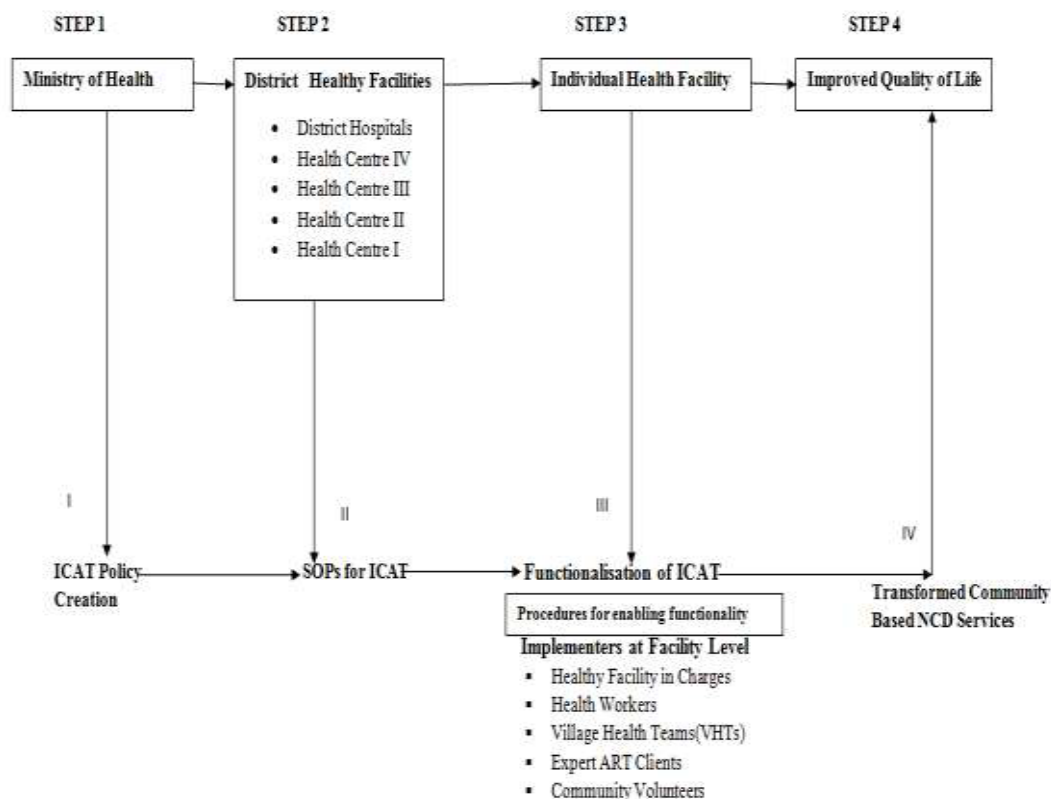 STEP 1
STEP 2
STEP 3
STEP 4
Ministry of Health
District Healthy Facilities
Individual Health Facility
Improved Quality of Life
• District Hospitals
• Health Centre IV
• Health Centre III
• Health Centre II
• Health Centre I
I
II
III
IV
ICAT Policy
Creation
SOPs for ICAT
Functionalisation of ICAT
Transformed Community
Based NCD Services
Procedures for enabling functionality
Implementers at Facility Level
▪ Healthy Facility in Charges
▪ Health Workers
▪ Village Health Teams(VHTs)
▪ Expert ART Clients
▪ Community Volunteers